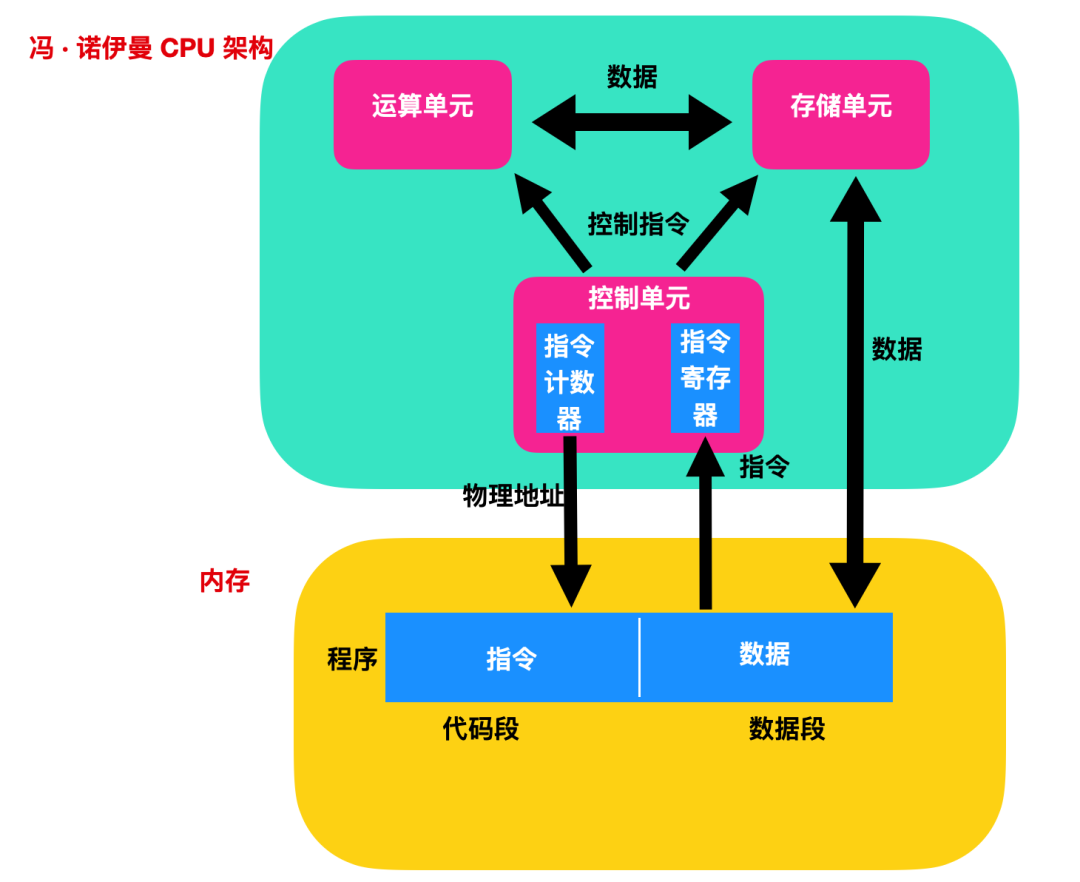 冯 · 诺伊曼 CPU 架构
运算单元
数据
存储单元
控制指令
控制单元
指令
计数
器
指令
寄存
器
数据
指令
物理地址
内存
程序
指令
数据
代码段
数据段